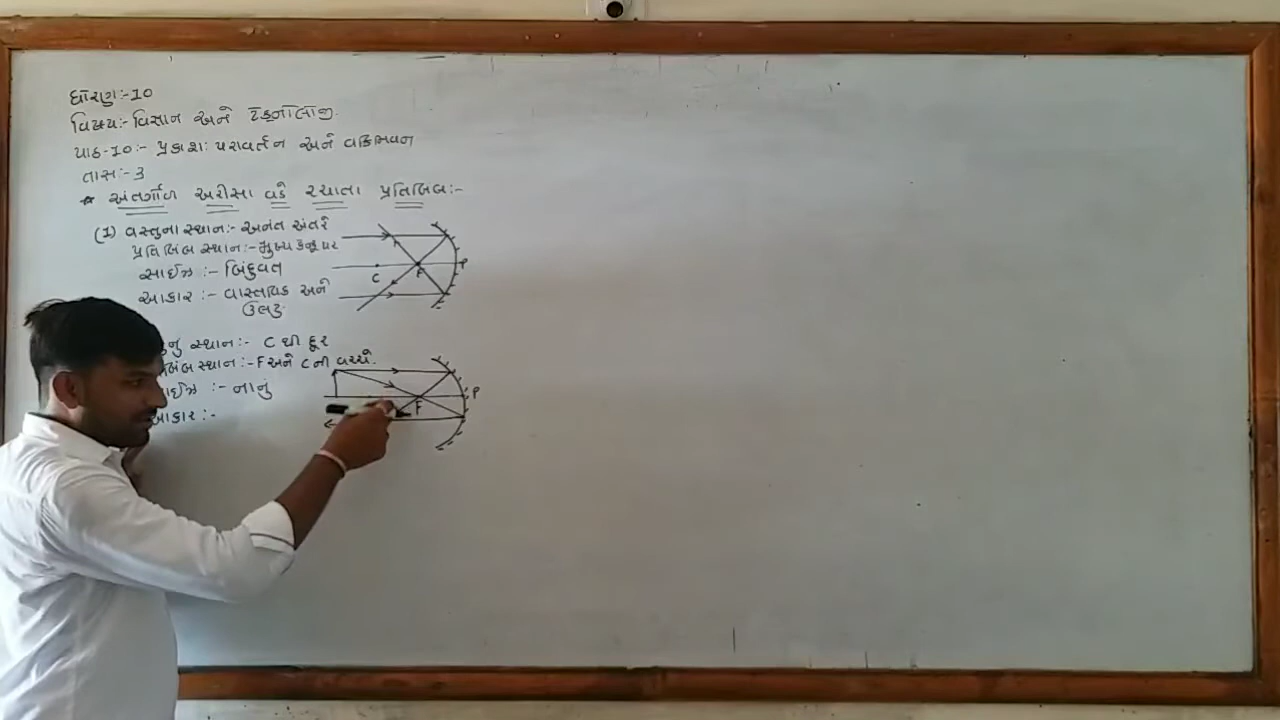 ધોરણ:-10
વિષય:- વિજ્ઞાન અને ટેકનોલોજી.
પાઠ-10:- પ્રકાશ: પરાવર્તન અને વક્રિભવન
તાસ:-3
* અંતર્ગોળ અરીસા વડે રચાતા પ્રતિબિંબ:-
(1) વસ્તુના સ્થાન:- અનંત અંતરે
પ્રતિબિંબ સ્થાન:- મુખ્ય કેન્દ્ર પર
સાઈઝ:- બિંદુવત
આકાર:- વાસ્તવિક અને
ઉલટું
C F P
નું સ્થાન:- C થી દૂર
બિંબ સ્થાન:- F અને C ની વચ્ચે.
સાઈઝ:- નાનું
આકાર:-
F P